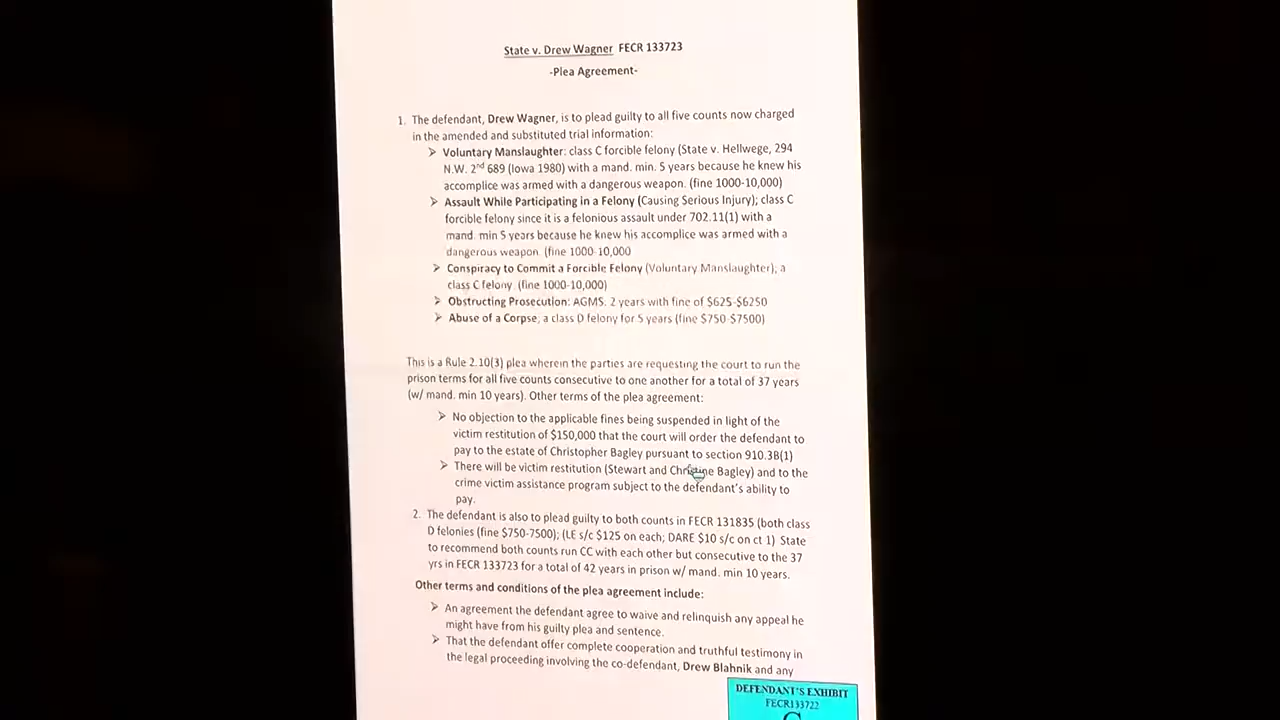 State v. Drew Wagner FECR 133723
-Plea Agreement-
1. The defendant, Drew Wagner, is to plead guilty to all five counts now charged
in the amended and substituted trial information:
➢ Voluntary Manslaughter: class C forcible felony (State v. Hellwege, 294
N.W. 2nd 689 (Iowa 1980) with a mand. min. 5 years because he knew his
accomplice was armed with a dangerous weapon. (fine 1000-10,000)
➢ Assault While Participating in a Felony (Causing Serious Injury); class C
forcible felony since it is a felonious assault under 702.11(1) with a
mand. min 5 years because he knew his accomplice was armed with a
dangerous weapon. (fine 1000-10,000
➢ Conspiracy to Commit a Forcible Felony (Voluntary Manslaughter); a
class C felony. (fine 1000-10,000)
➢ Obstructing Prosecution: AGMS. 2 years with fine of $625-$6250
➢ Abuse of a Corpse; a class D felony for 5 years (fine $750-$7500)
This is a Rule 2.10(3) plea wherein the parties are requesting the court to run the
prison terms for all five counts consecutive to one another for a total of 37 years
(w/ mand. min 10 years). Other terms of the plea agreement:
➢ No objection to the applicable fines being suspended in light of the
victim restitution of $150,000 that the court will order the defendant to
pay to the estate of Christopher Bagley pursuant to section 910.3B(1)
➢ There will be victim restitution (Stewart and Christine Bagley) and to the
crime victim assistance program subject to the defendant's ability to
pay.
2. The defendant is also to plead guilty to both counts in FECR 131835 (both class
D felonies (fine $750-7500); (LE s/c $125 on each; DARE $10 s/c on ct 1) State
to recommend both counts run CC with each other but consecutive to the 37
yrs in FECR 133723 for a total of 42 years in prison w/ mand. min 10 years.
Other terms and conditions of the plea agreement include:
➢ An agreement the defendant agree to waive and relinquish any appeal he
might have from his guilty plea and sentence.
➢ That the defendant offer complete cooperation and truthful testimony in
the legal proceeding involving the co-defendant, Drew Blahnik and any
DEFENDANT'S EXHIBIT
FECR133722